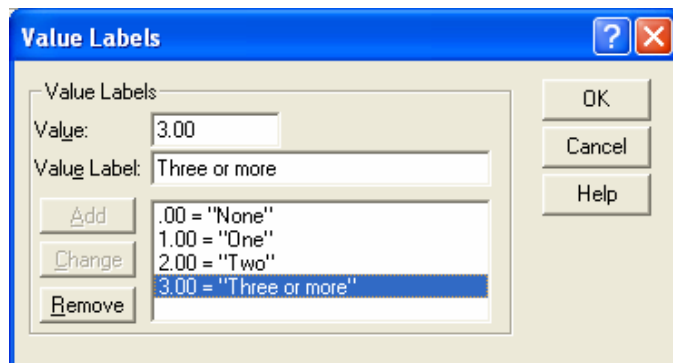 Value Labels
?
Value Labels
Value: 3.00
Value Label: Three or more
Add
Change
Remove
.00 = "None"
1.00 = "One"
2.00 = "Two"
3.00 = "Three or more"
OK
Cancel
Help